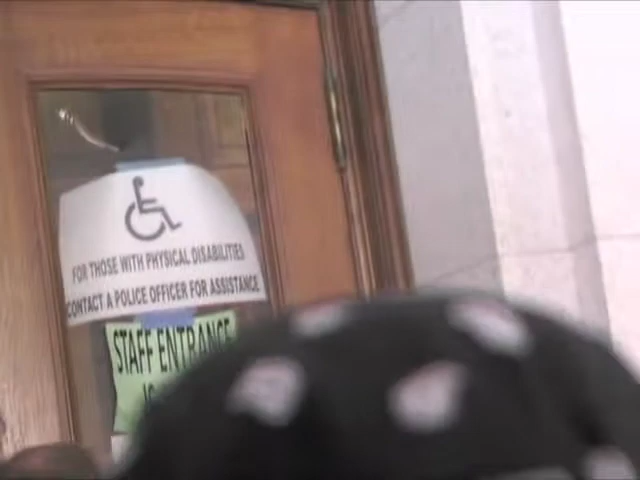 FOR THOSE WITH PHYSICAL DISABILITIES
CONTACT A POLICE OFFICER FOR ASSISTANCE
STAFF ENTRANCE